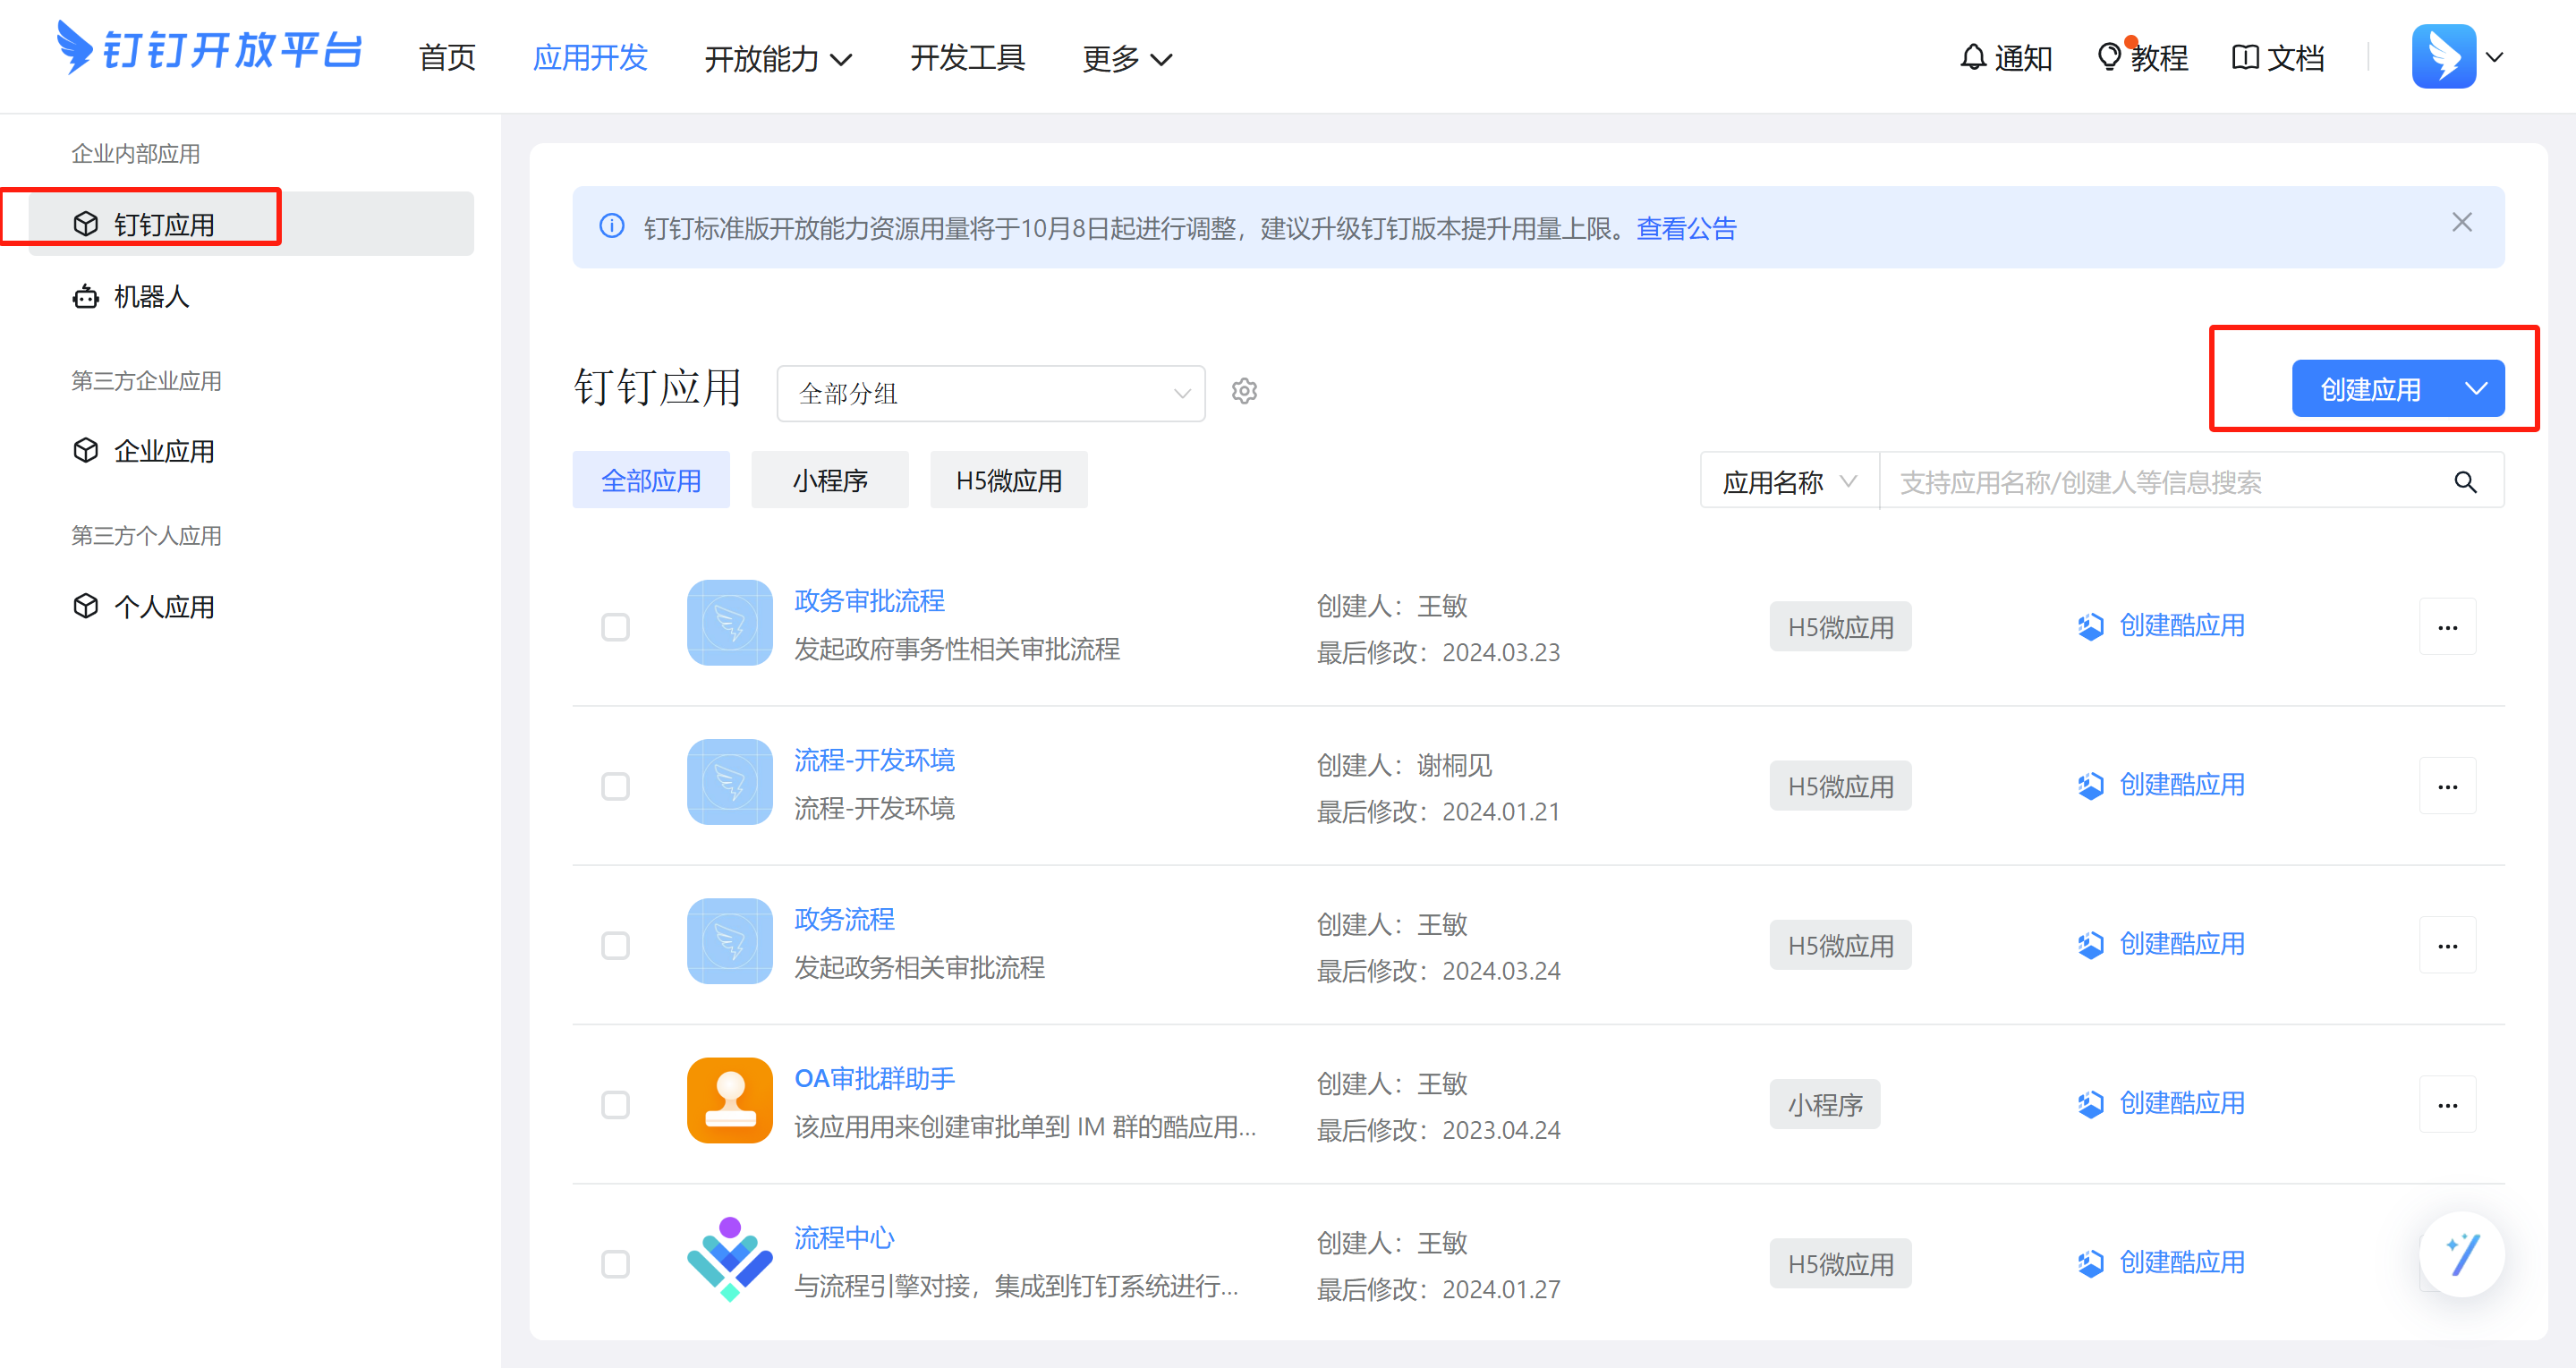 钉钉开放平台 首页 应用开发 开放能力 开发工具 更多 通知 教程 文档
企业内部应用
钉钉应用
机器人
第三方企业应用
企业应用
第三方个人应用
个人应用
钉钉标准版开放能力资源用量将于10月8日起进行调整，建议升级钉钉版本提升用量上限。查看公告
钉钉应用 全部分组 创建应用
全部应用 小程序 H5微应用 应用名称 支持应用名称/创建人等信息搜索
政务审批流程
发起政府事务性相关审批流程
创建人：王敏
最后修改：2024.03.23
H5微应用
创建酷应用
流程-开发环境
流程-开发环境
创建人：谢桐见
最后修改：2024.01.21
H5微应用
创建酷应用
政务流程
发起政务相关审批流程
创建人：王敏
最后修改：2024.03.24
H5微应用
创建酷应用
OA审批群助手
该应用用来创建审批单到 IM 群的酷应用...
创建人：王敏
最后修改：2023.04.24
小程序
创建酷应用
流程中心
与流程引擎对接，集成到钉钉系统进行...
创建人：王敏
最后修改：2024.01.27
H5微应用
创建酷应用